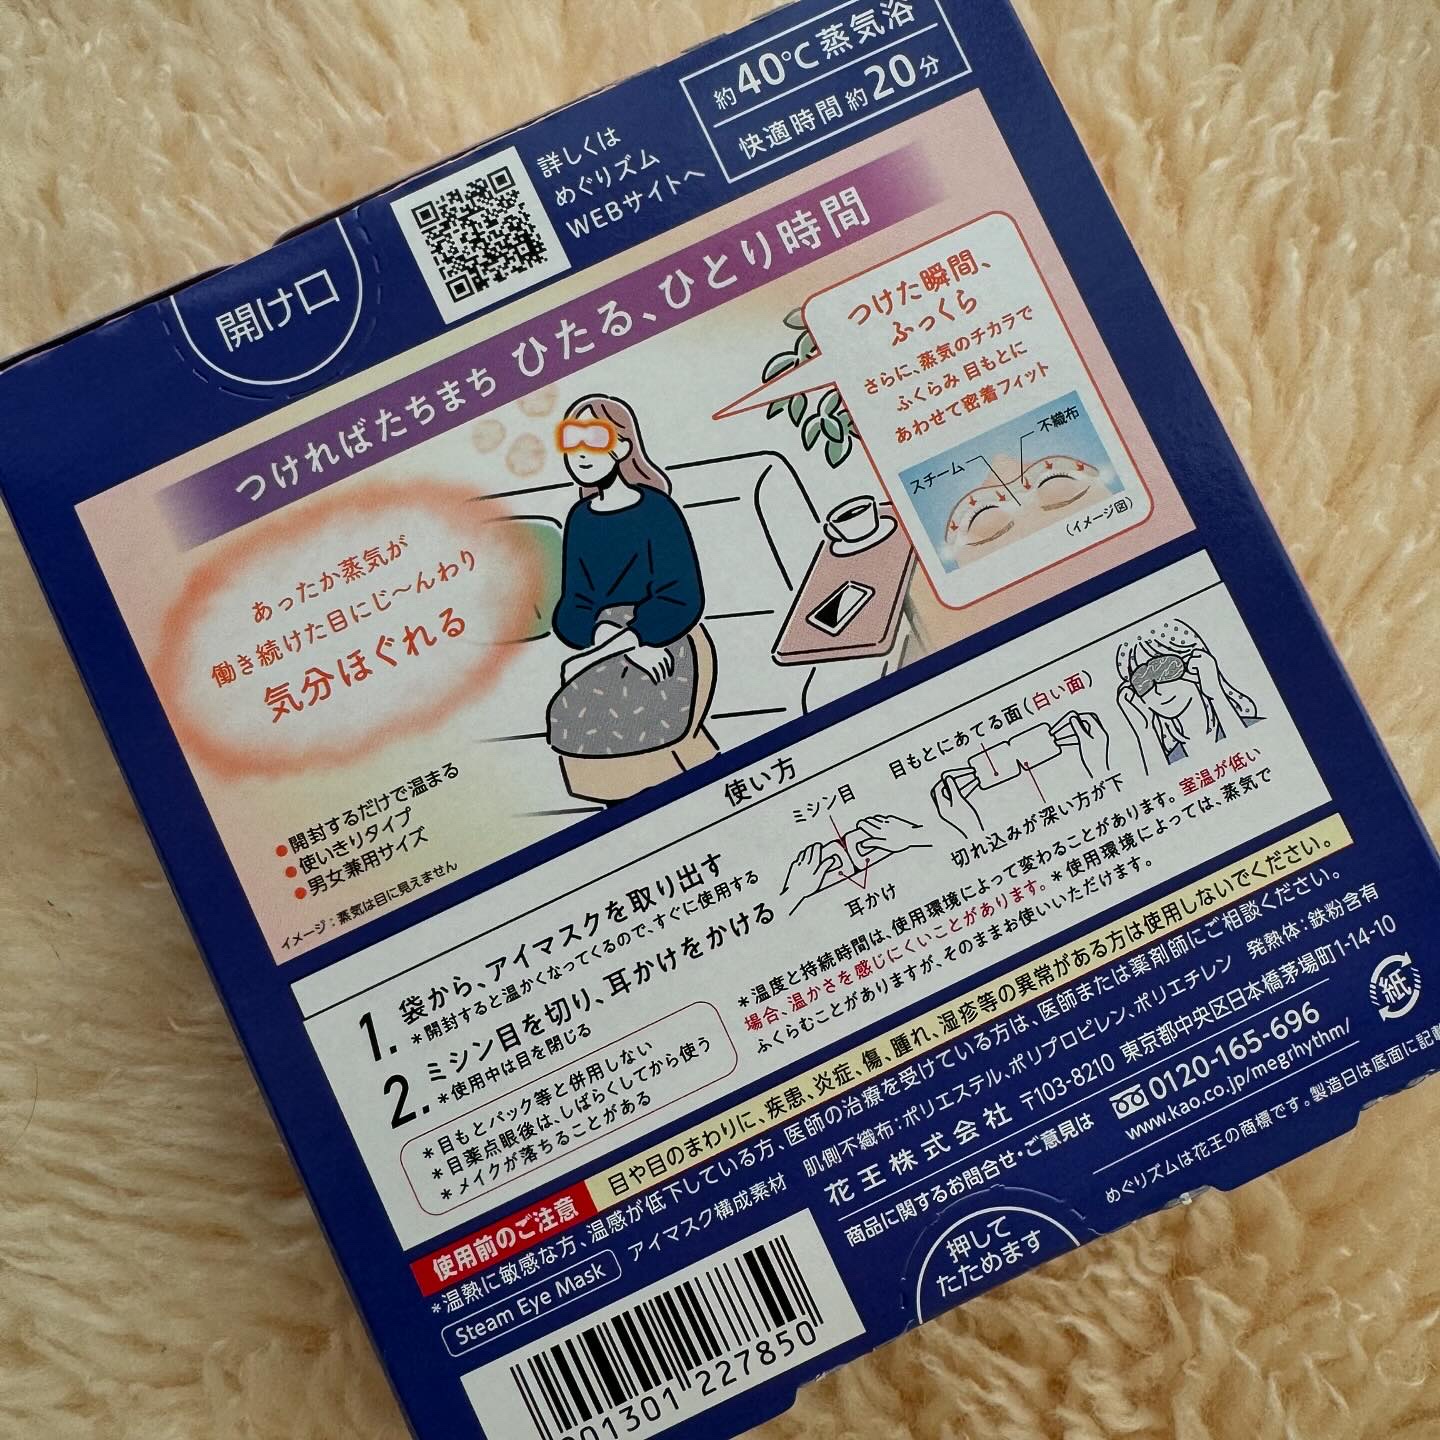 約40℃蒸気浴
快適時間 約20分
詳しくは
めぐりズム
WEBサイトへ
開け口
つければたちまち ひたる、ひとり時間
つけた瞬間、
ふっくら
さらに、蒸気のチカラで
ふくらみ 目もとに
あわせて密着フィット
スチーム
不織布
(イメージ図)
あったか蒸気が
働き続けた目にじ〜んわり
気分ほぐれる
●開封するだけで温まる
●使いきりタイプ
●男女兼用サイズ
イメージ：蒸気は目に見えません
使い方
1. 袋から、アイマスクを取り出す
＊開封すると温かくなってくるので、すぐに使用する
2. ミシン目を切り、耳かけをかける
＊使用中は目を閉じる
＊目もとパック等と併用しない
＊目薬点眼後は、しばらくしてから使う
＊メイクが落ちることがある
ミシン目
耳かけ
目もとにあてる面(白い面)
切れ込みが深い方が下
＊温度と持続時間は、使用環境によって変わることがあります。室温が低い
場合、温かさを感じにくいことがあります。＊使用環境によっては、蒸気で
ふくらむことがありますが、そのままお使いいただけます。
使用前のご注意
目や目のまわりに、疾患、炎症、傷、腫れ、湿疹等の異常がある方は使用しないでください。
＊温熱に敏感な方、温感が低下している方、医師の治療を受けている方は、医師または薬剤師にご相談ください。
Steam Eye Mask
アイマスク構成素材 肌側不織布：ポリエステル、ポリプロピレン、ポリエチレン 発熱体：鉄粉含有
花王株式会社 〒103-8210 東京都中央区日本橋茅場町1-14-10
商品に関するお問合せ・ご意見は
0120-165-696
www.kao.co.jp/megrhythm/
めぐりズムは花王の商標です。製造日は底面に記載
紙
押して
たたみます
901301 227850